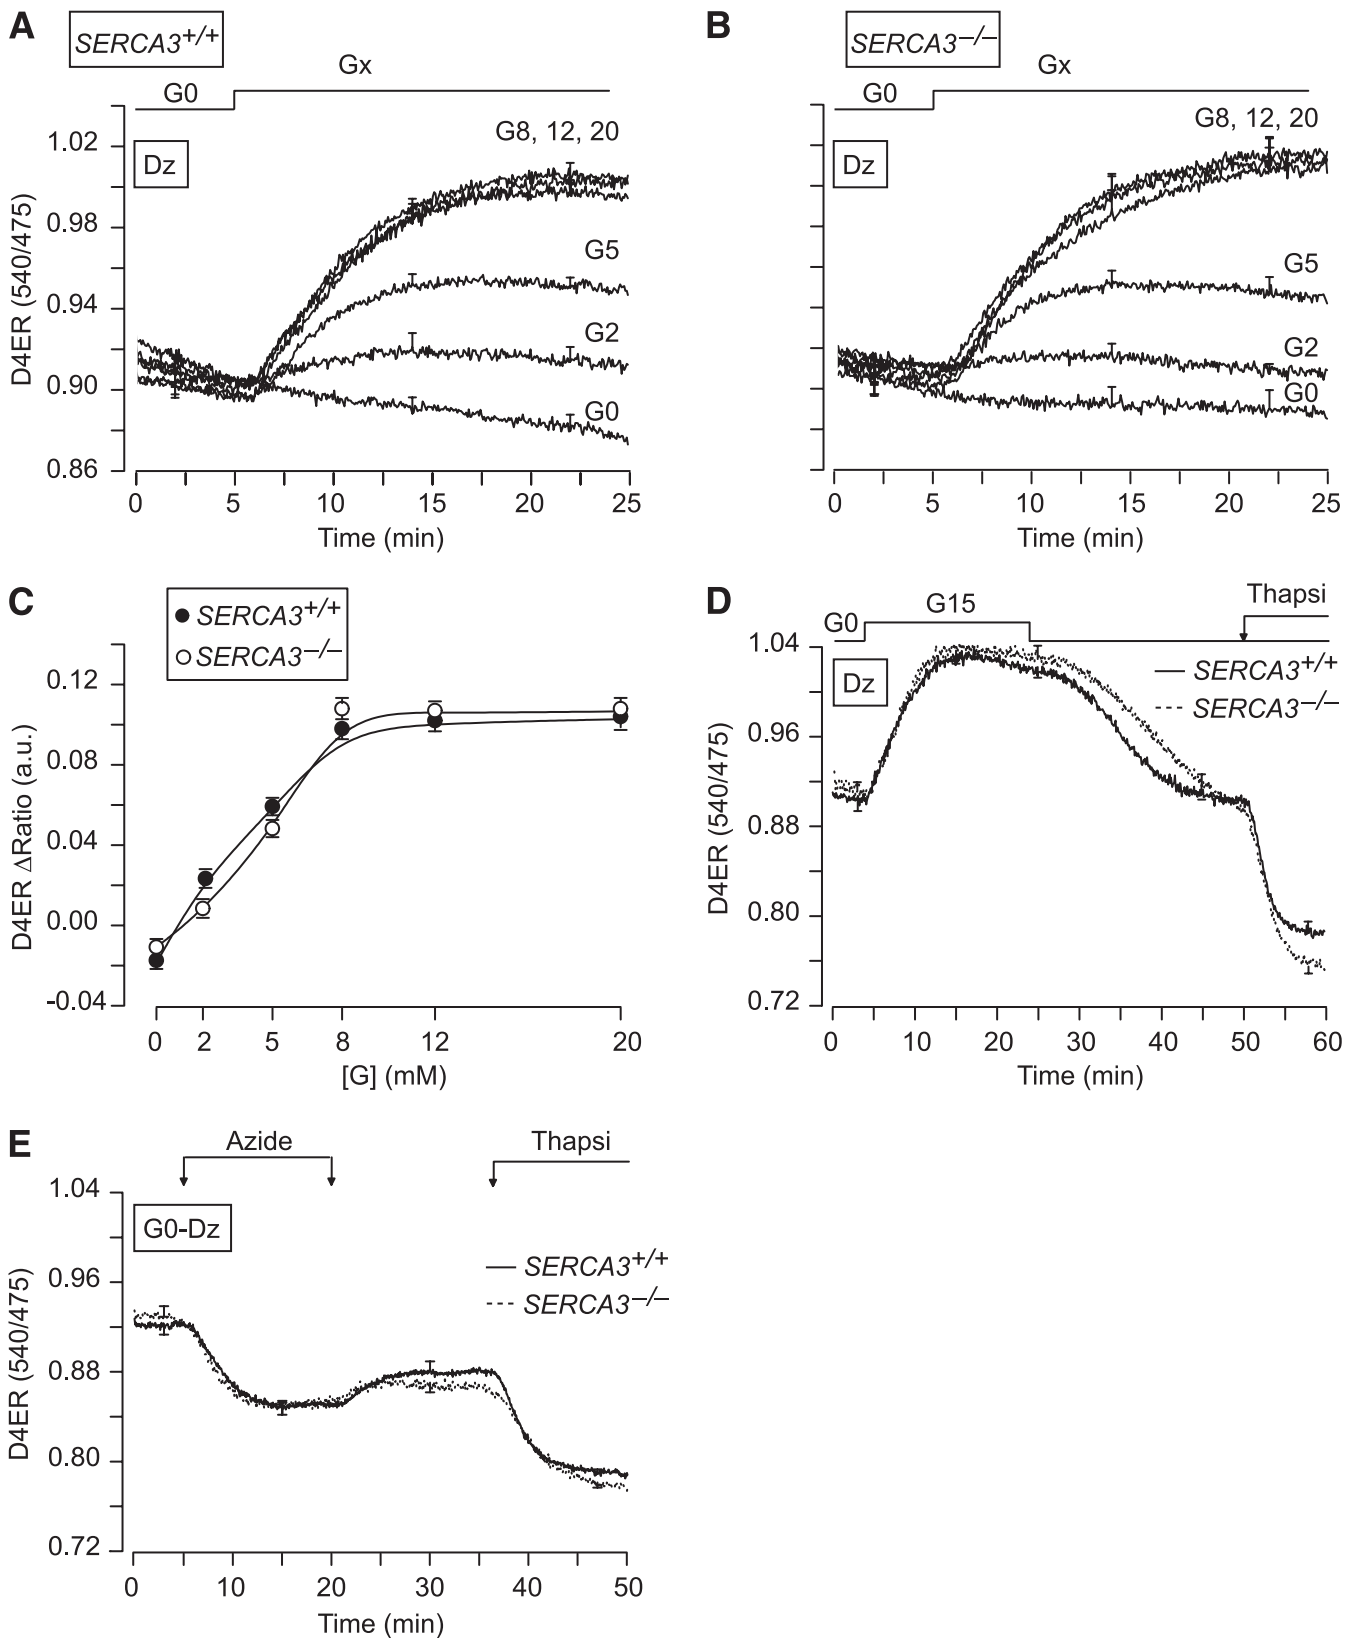 A
SERCA3+/+
Gx
G0
Dz
G8, 12, 20
G5
G2
G0
1.02
0.98
0.94
0.90
0.86
D4ER (540/475)
0 5 10 15 20 25
Time (min)
B
SERCA3−/−
Gx
G0
Dz
G8, 12, 20
G5
G2
G0
0 5 10 15 20 25
Time (min)
C
SERCA3+/+
SERCA3−/−
0.12
0.08
0.04
0.00
-0.04
D4ER ΔRatio (a.u.)
0 2 5 8 12 20
[G] (mM)
D
Thapsi
G15
G0
Dz
SERCA3+/+
SERCA3−/−
1.04
0.96
0.88
0.80
0.72
D4ER (540/475)
0 10 20 30 40 50 60
Time (min)
E
Azide
Thapsi
G0-Dz
SERCA3+/+
SERCA3−/−
1.04
0.96
0.88
0.80
0.72
D4ER (540/475)
0 10 20 30 40 50
Time (min)